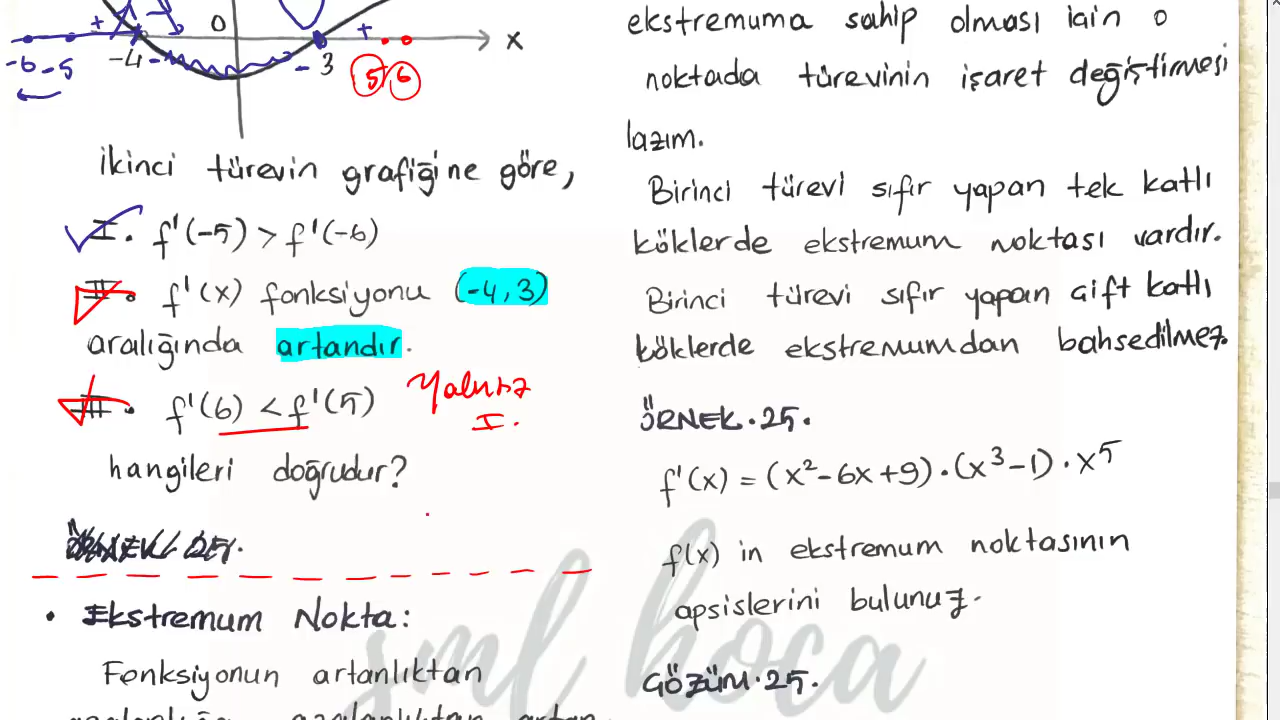 + 0 + x
-6 -5 -4 - 3 5 6
İkinci türevin grafiğine göre,
I. f'(-5) > f'(-6)
II. f'(x) fonksiyonu (-4,3)
aralığında artandır.
III. f'(6) < f'(5) Yalnız
I.
hangileri doğrudur?
• Ekstremum Nokta:
Fonksiyonun artanlıktan
ekstremuma sahip olması için o
noktada türevinin işaret değiştirmesi
lazım.
Birinci türevi sıfır yapan tek katlı
köklerde ekstremum noktası vardır.
Birinci türevi sıfır yapan çift katlı
köklerde ekstremumdan bahsedilmez.
ÖRNEK.25.
f'(x) = (x²-6x+9).(x³-1).x⁵
f(x) in ekstremum noktasının
apsislerini bulunuz.
ÇÖZÜM.25.
sml hoca